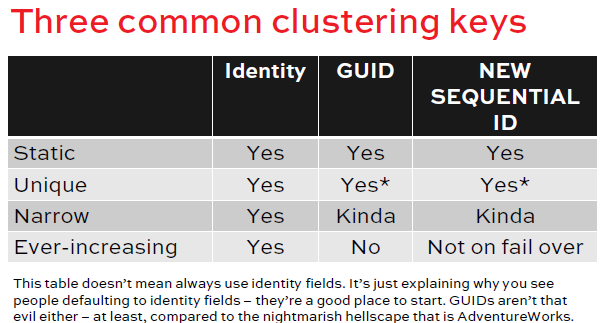 Three common clustering keys
Identity GUID NEW
SEQUENTIAL
ID
Static Yes Yes Yes
Unique Yes Yes* Yes*
Narrow Yes Kinda Kinda
Ever-increasing Yes No Not on fail over
This table doesn’t mean always use identity fields. It’s just explaining why you see
people defaulting to identity fields – they’re a good place to start. GUIDs aren’t that
evil either – at least, compared to the nightmarish hellscape that is AdventureWorks.